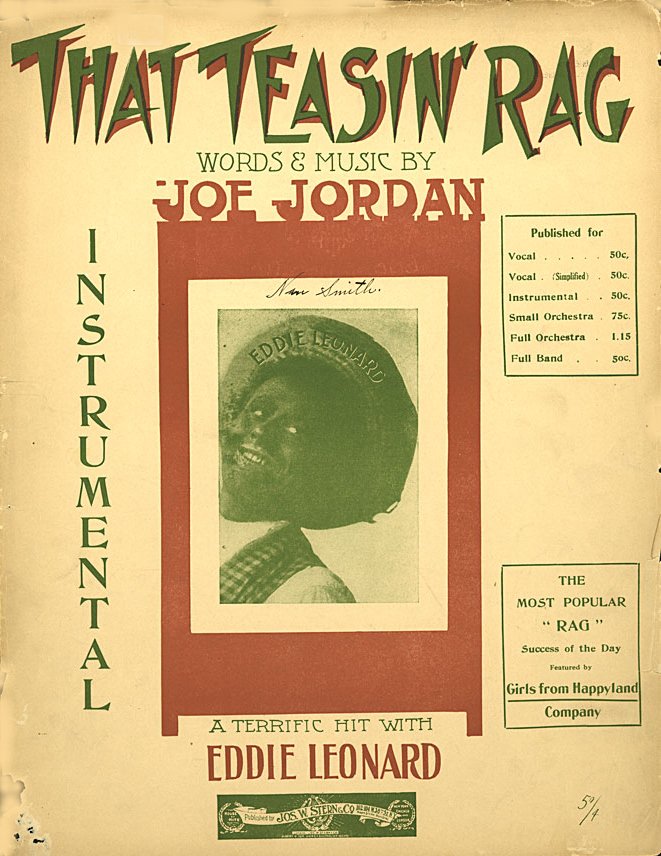 THAT TEASIN' RAG
WORDS & MUSIC BY
JOE JORDAN
INSTRUMENTAL
Published for
Vocal . . . . . 50c.
Vocal . (Simplified) . 50c.
Instrumental . . 50c.
Small Orchestra . 75c.
Full Orchestra . 1.15
Full Band . . 50c.
Smith.
EDDIE LEONARD
THE
MOST POPULAR
" RAG "
Success of the Day
Featured by
Girls from Happyland
Company
A TERRIFIC HIT WITH
EDDIE LEONARD
Published by JOS. W. STERN & CO